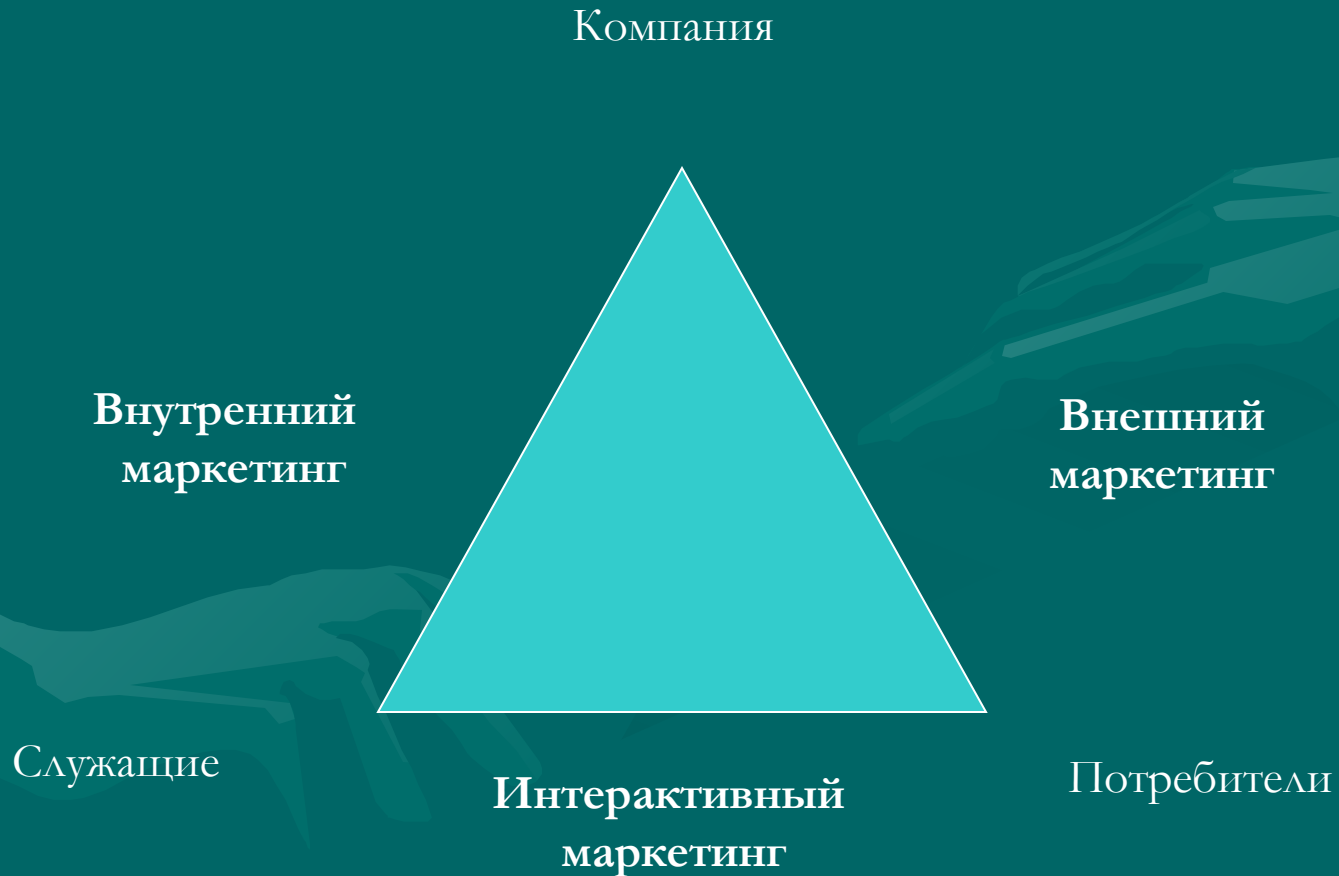 Компания
Внутренний
маркетинг
Внешний
маркетинг
Служащие
Потребители
Интерактивный
маркетинг